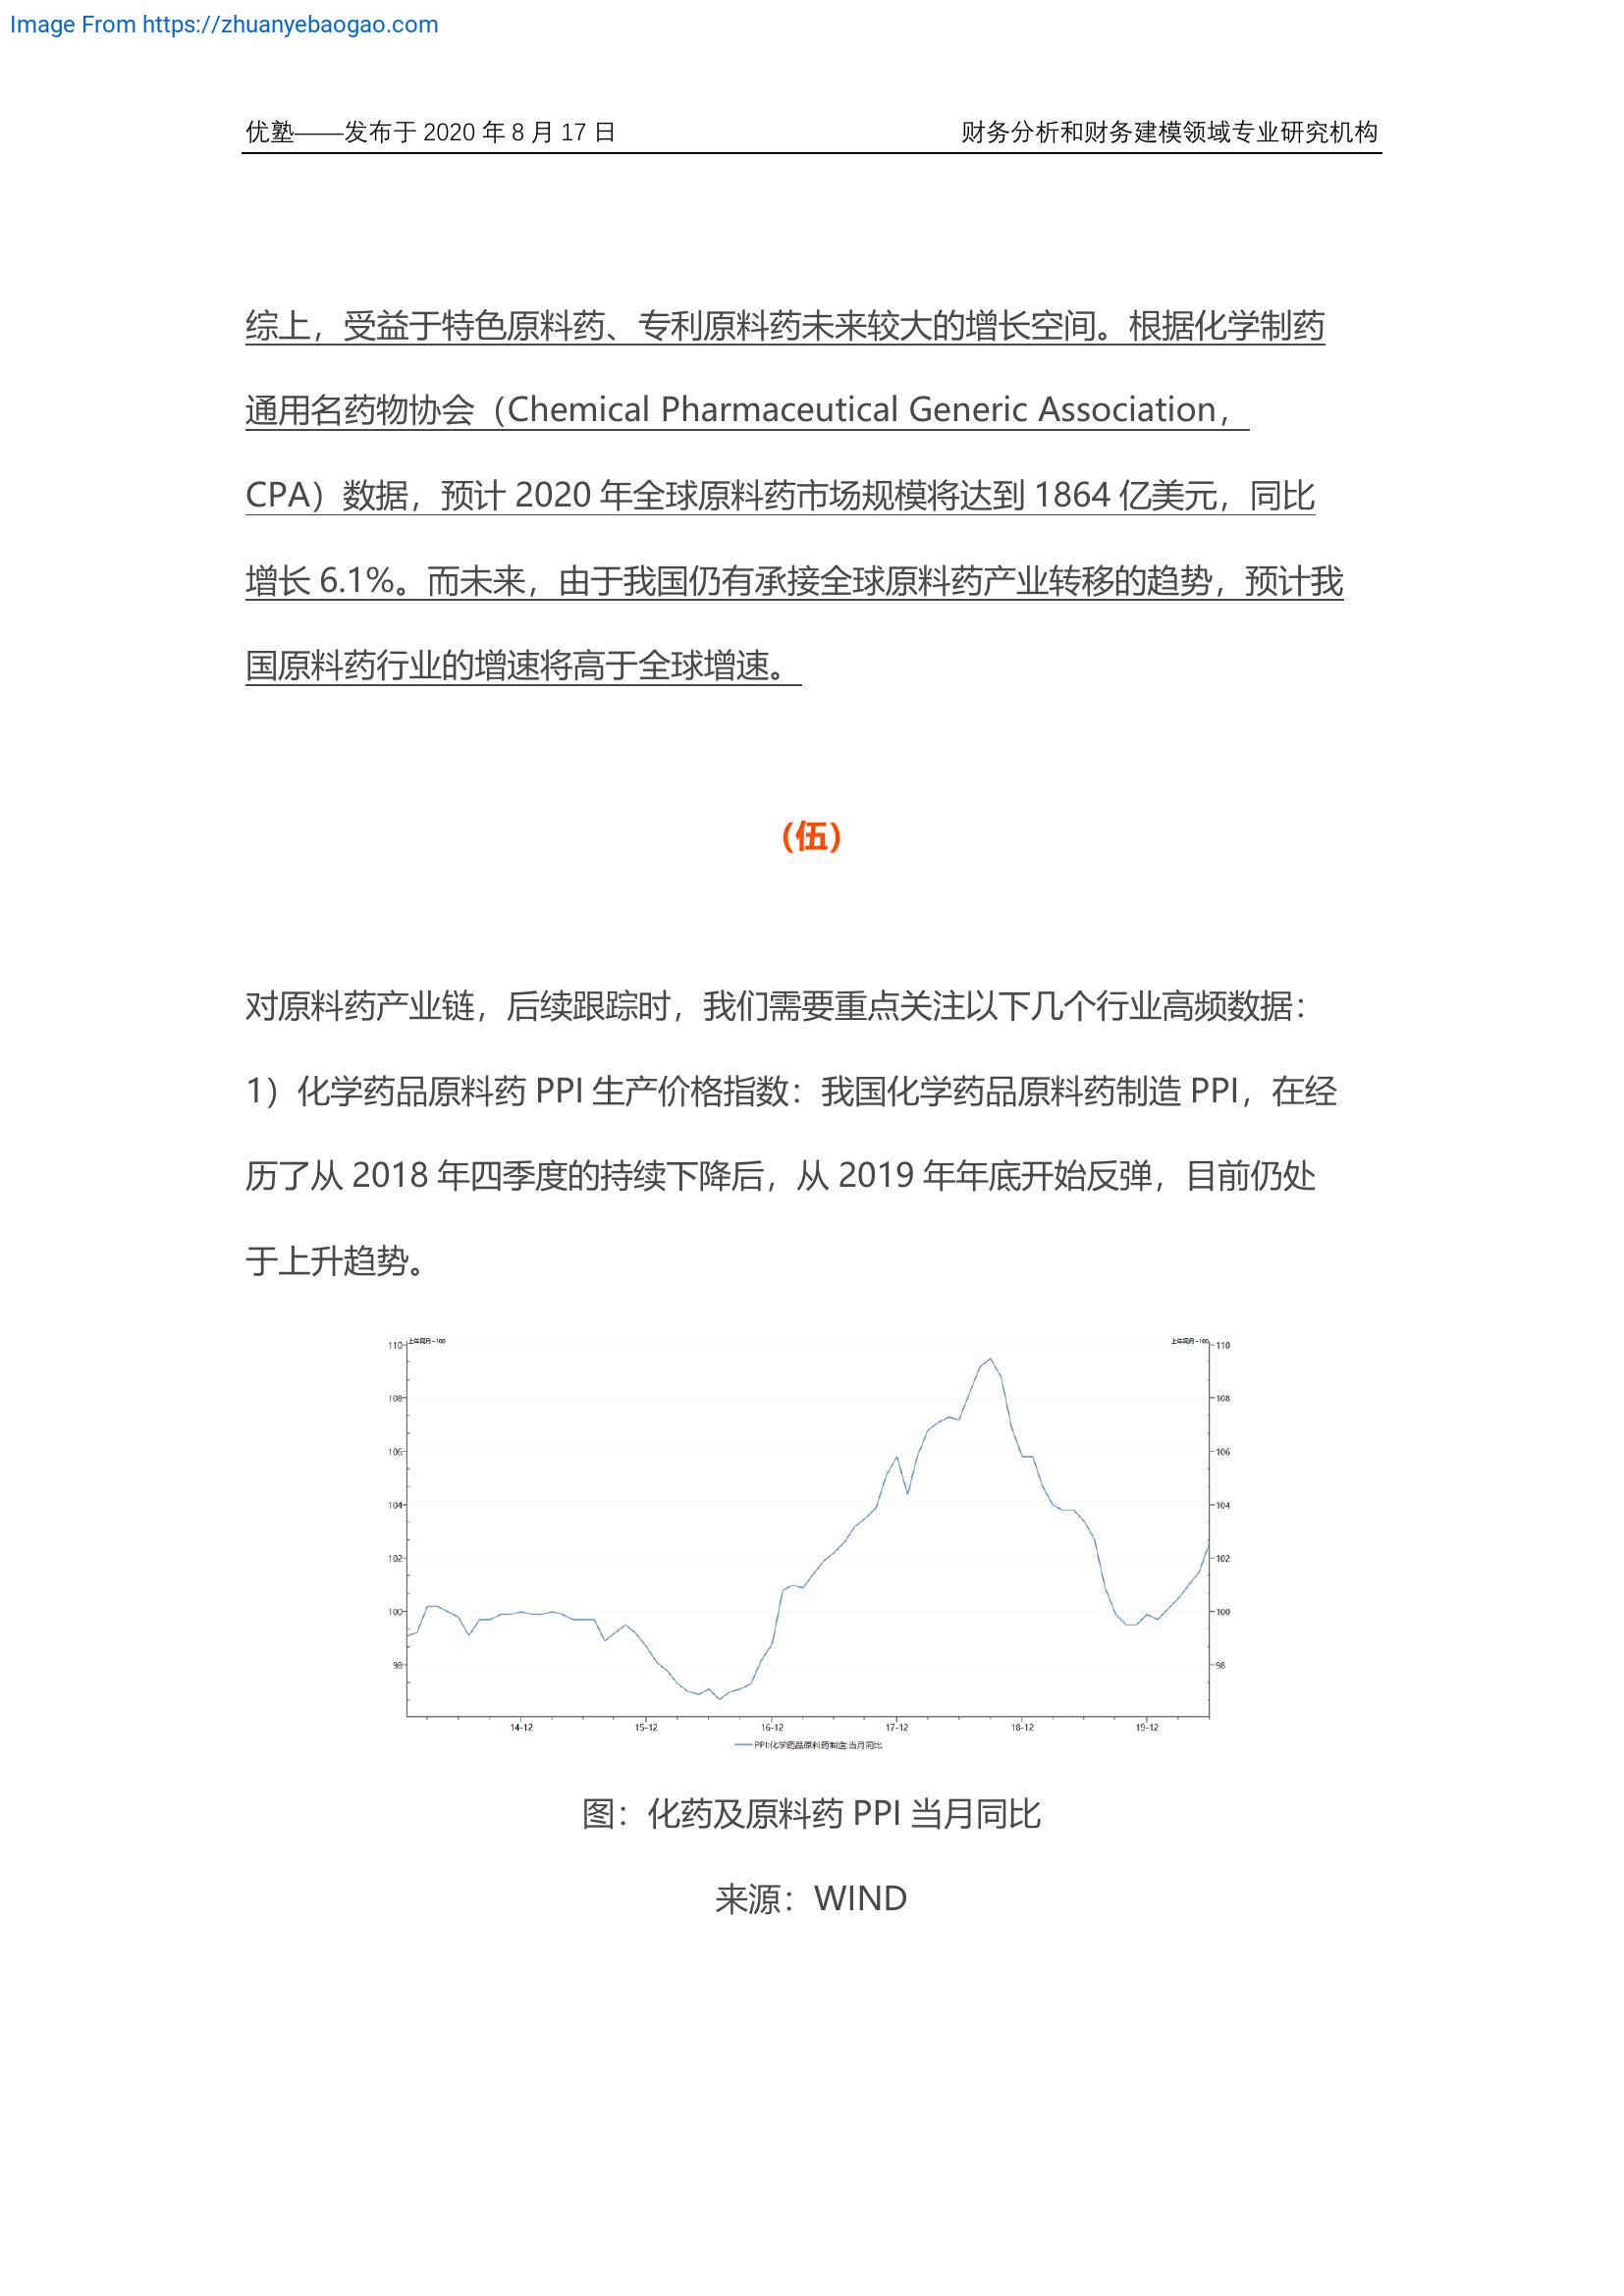 Image From https://zhuanyebaogao.com
优塾——发布于 2020 年 8 月 17 日
财务分析和财务建模领域专业研究机构
综上，受益于特色原料药、专利原料药未来较大的增长空间。根据化学制药
通用名药物协会（Chemical Pharmaceutical Generic Association，
CPA）数据，预计 2020 年全球原料药市场规模将达到 1864 亿美元，同比
增长 6.1%。而未来，由于我国仍有承接全球原料药产业转移的趋势，预计我
国原料药行业的增速将高于全球增速。
(伍)
对原料药产业链，后续跟踪时，我们需要重点关注以下几个行业高频数据：
1）化学药品原料药 PPI 生产价格指数：我国化学药品原料药制造 PPI，在经
历了从 2018 年四季度的持续下降后，从 2019 年年底开始反弹，目前仍处
于上升趋势。
上年同月=100 上年同月=100
110 110
108 108
106 106
104 104
102 102
100 100
98 98
14-12 15-12 16-12 17-12 18-12 19-12
PPI:化学药品原料药制造:当月同比
图：化药及原料药 PPI 当月同比
来源：WIND